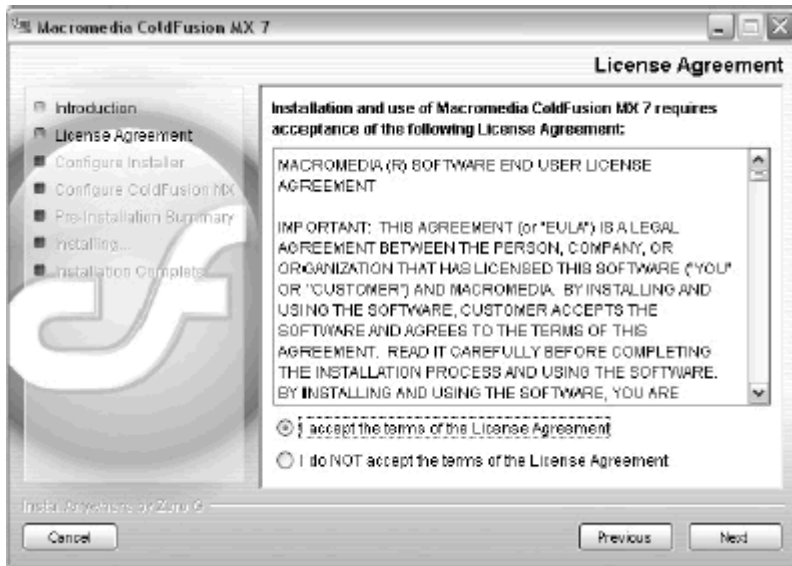 Macromedia ColdFusion MX 7
License Agreement
Introduction
License Agreement
Configure Installer
Configure ColdFusion MX
Pre-Installation Summary
Installing...
Installation Complete
Installation and use of Macromedia ColdFusion MX 7 requires
acceptance of the following License Agreement:
MACROMEDIA (R) SOFTWARE END USER LICENSE
AGREEMENT
IMPORTANT: THIS AGREEMENT (or "EULA") IS A LEGAL
AGREEMENT BETWEEN THE PERSON, COMPANY, OR
ORGANIZATION THAT HAS LICENSED THIS SOFTWARE ("YOU"
OR "CUSTOMER") AND MACROMEDIA. BY INSTALLING AND
USING THE SOFTWARE, CUSTOMER ACCEPTS THE
SOFTWARE AND AGREES TO THE TERMS OF THIS
AGREEMENT. READ IT CAREFULLY BEFORE COMPLETING
THE INSTALLATION PROCESS AND USING THE SOFTWARE.
BY INSTALLING AND USING THE SOFTWARE, YOU ARE
I accept the terms of the License Agreement
I do NOT accept the terms of the License Agreement
InstallAnywhere by Zero G
Cancel
Previous
Next